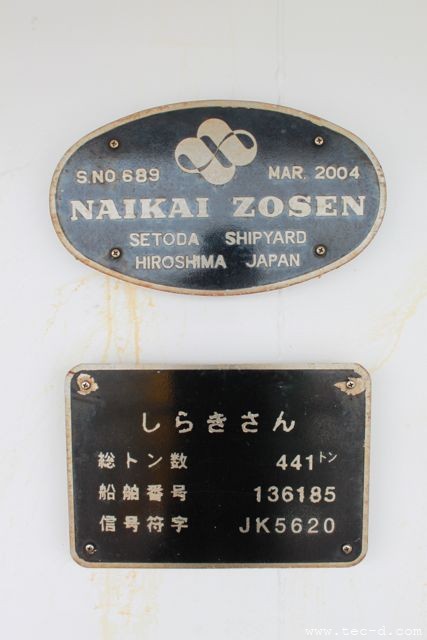 S.NO 689 MAR, 2004
NAIKAI ZOSEN
SETODA SHIPYARD
HIROSHIMA JAPAN
しらきさん
総トン数 441トン
船舶番号 136185
信号符字 JK5620
www.tec-d.com